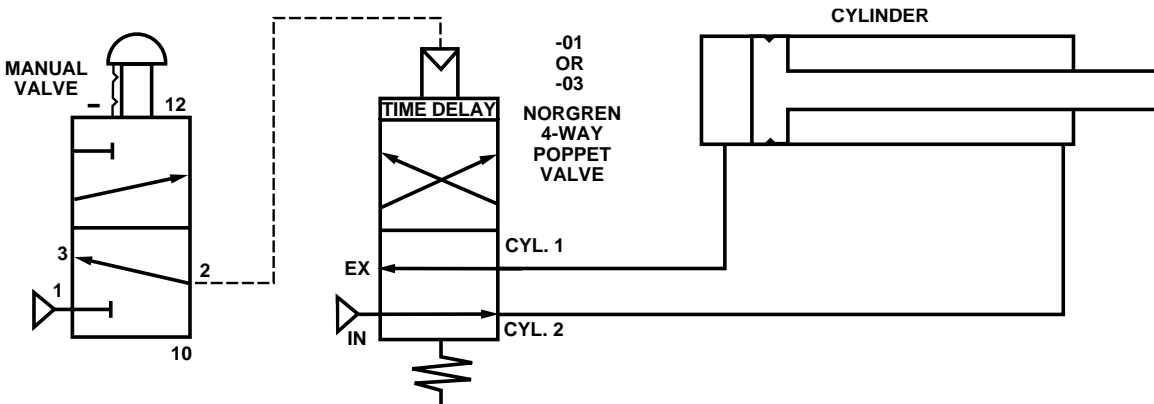 CYLINDER
MANUAL
VALVE
12
3
1
2
10
TIME DELAY
-01
OR
-03
NORGREN
4-WAY
POPPET
VALVE
CYL. 1
EX
IN
CYL. 2